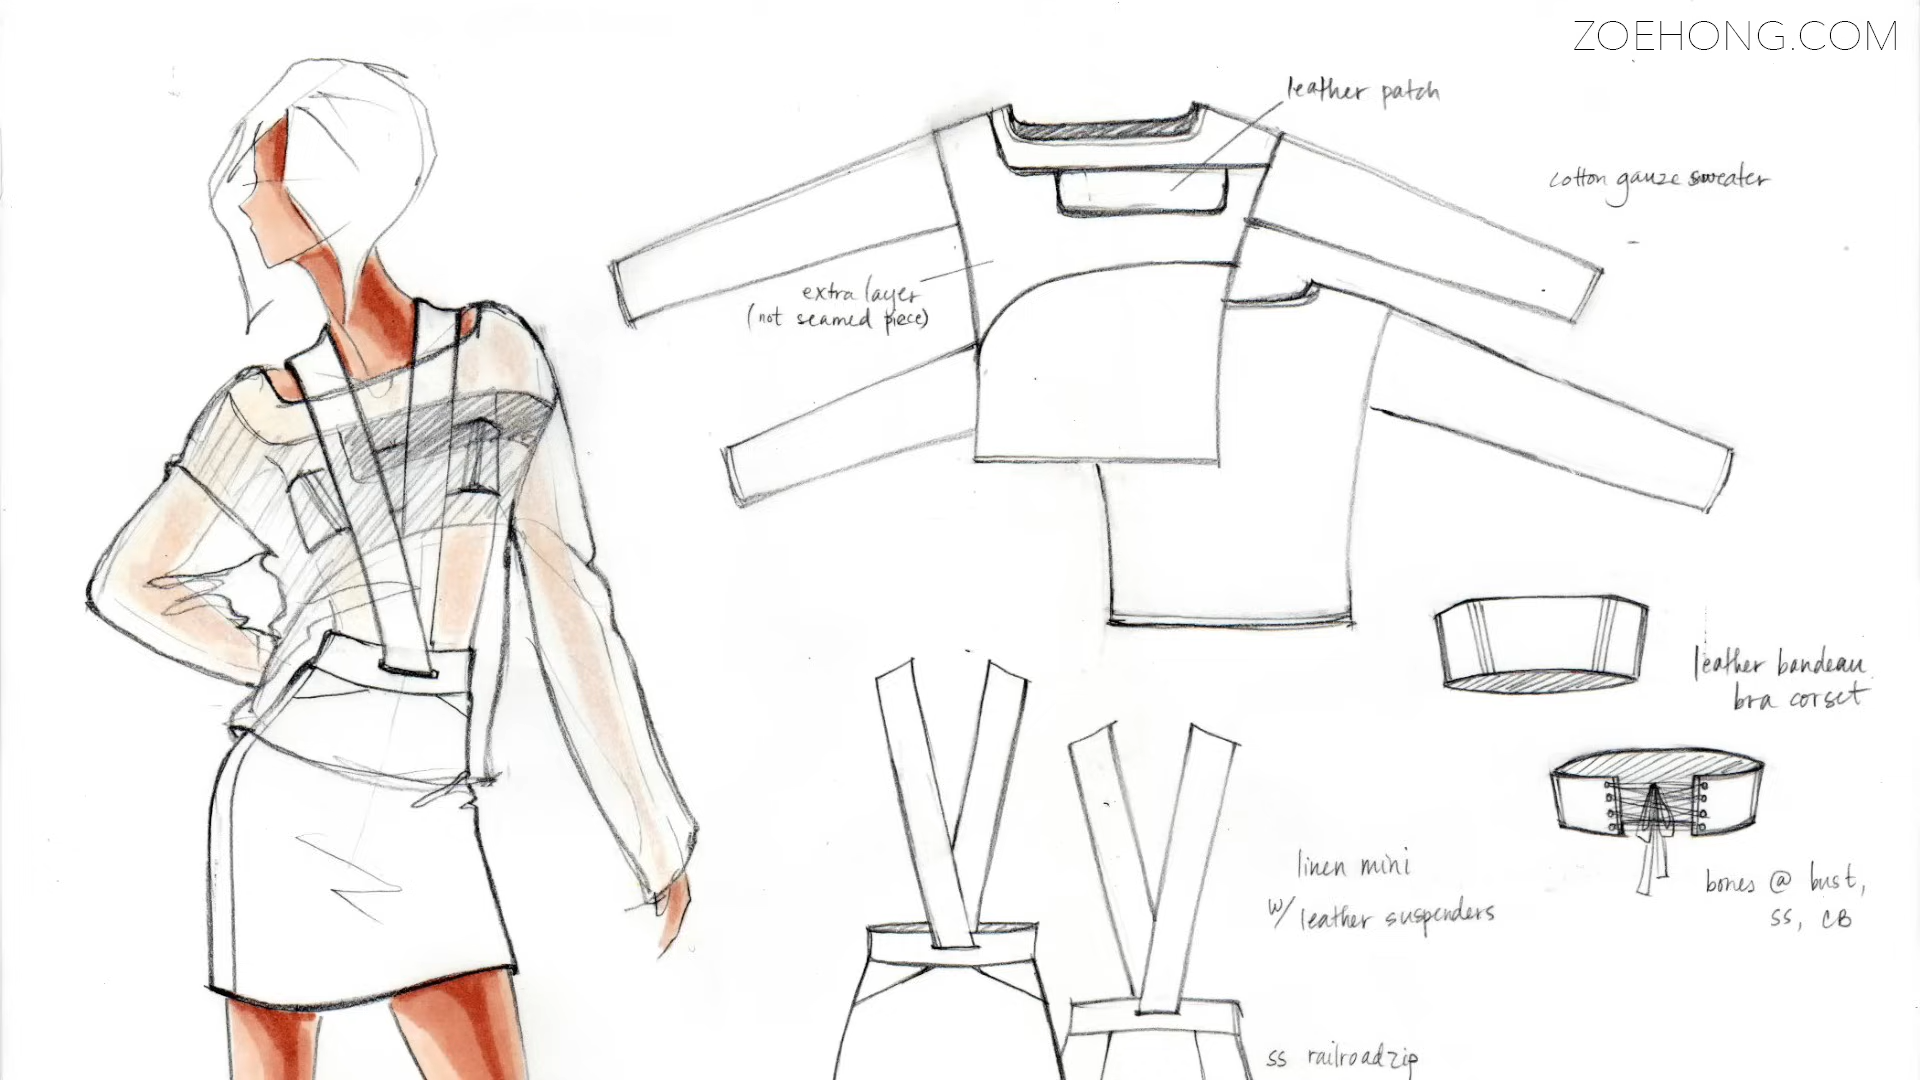 ZOEHONG.COM
leather patch
cotton gauze sweater
extra layer
(not seamed piece)
leather bandeau
bra corset
linen mini
w/ leather suspenders
bones @ bust,
SS, CB
SS railroad zip